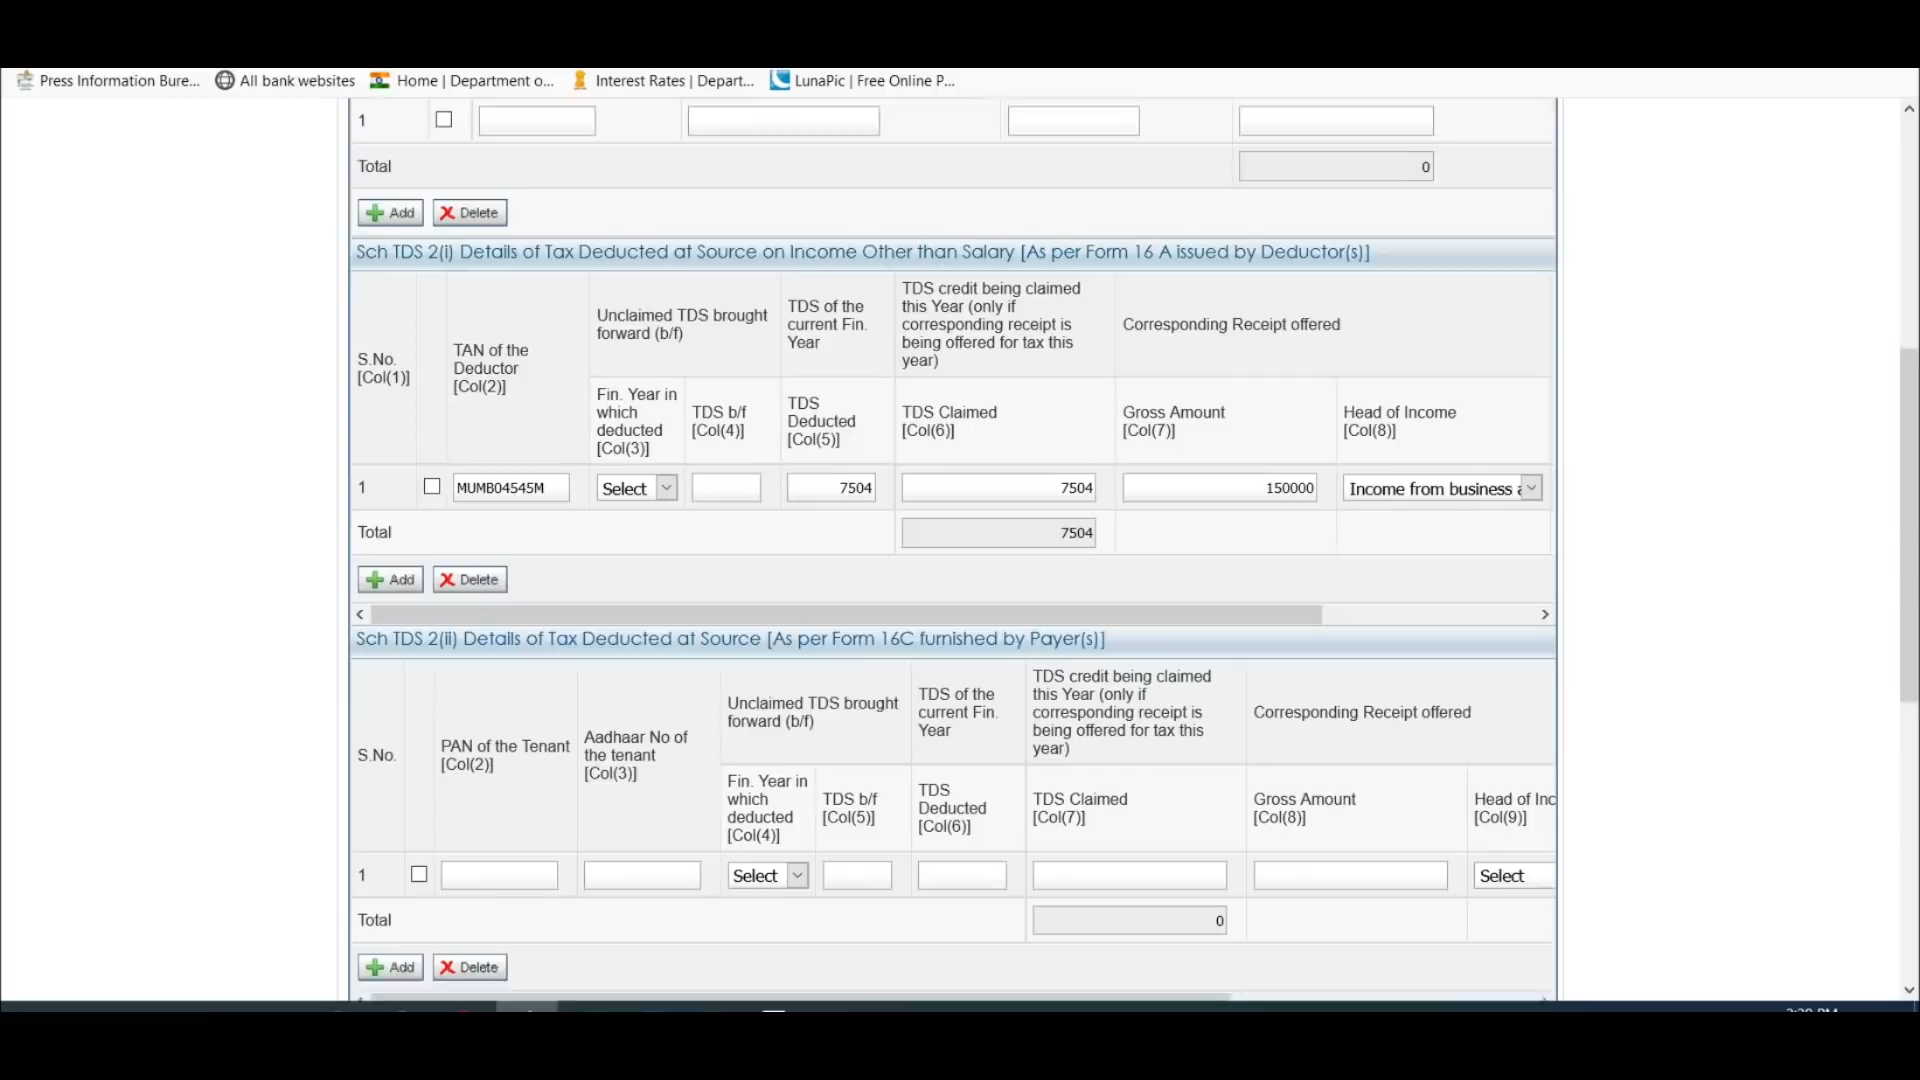 Press Information Bure... All bank websites Home | Department o... Interest Rates | Depart... LunaPic | Free Online P...
1
Total 0
Add Delete
Sch TDS 2(i) Details of Tax Deducted at Source on Income Other than Salary [As per Form 16 A issued by Deductor(s)]
S.No.
[Col(1)]
TAN of the
Deductor
[Col(2)]
Unclaimed TDS brought
forward (b/f)
TDS of the
current Fin.
Year
TDS credit being claimed
this Year (only if
corresponding receipt is
being offered for tax this
year)
Corresponding Receipt offered
Fin. Year in
which
deducted
[Col(3)]
TDS b/f
[Col(4)]
TDS
Deducted
[Col(5)]
TDS Claimed
[Col(6)]
Gross Amount
[Col(7)]
Head of Income
[Col(8)]
1 MUMB04545M Select 7504 7504 150000 Income from business
Total 7504
Add Delete
Sch TDS 2(ii) Details of Tax Deducted at Source [As per Form 16C furnished by Payer(s)]
S.No.
PAN of the Tenant
[Col(2)]
Aadhaar No of
the tenant
[Col(3)]
Unclaimed TDS brought
forward (b/f)
TDS of the
current Fin.
Year
TDS credit being claimed
this Year (only if
corresponding receipt is
being offered for tax this
year)
Corresponding Receipt offered
Fin. Year in
which
deducted
[Col(4)]
TDS b/f
[Col(5)]
TDS
Deducted
[Col(6)]
TDS Claimed
[Col(7)]
Gross Amount
[Col(8)]
Head of Inc
[Col(9)]
1 Select Select
Total 0
Add Delete